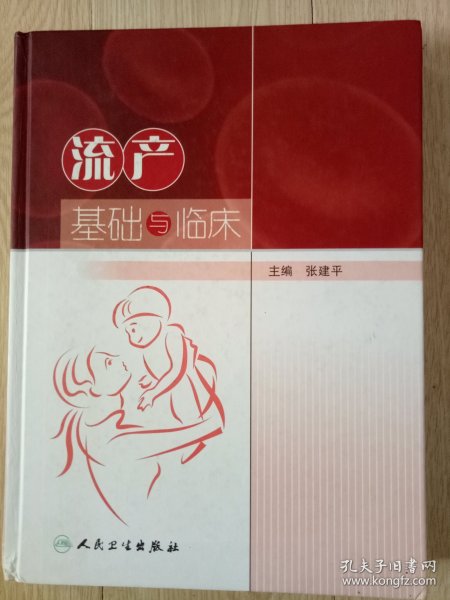 流产
基础与临床
主编 张建平
人民卫生出版社
孔夫子旧书网
www.kongfz.com